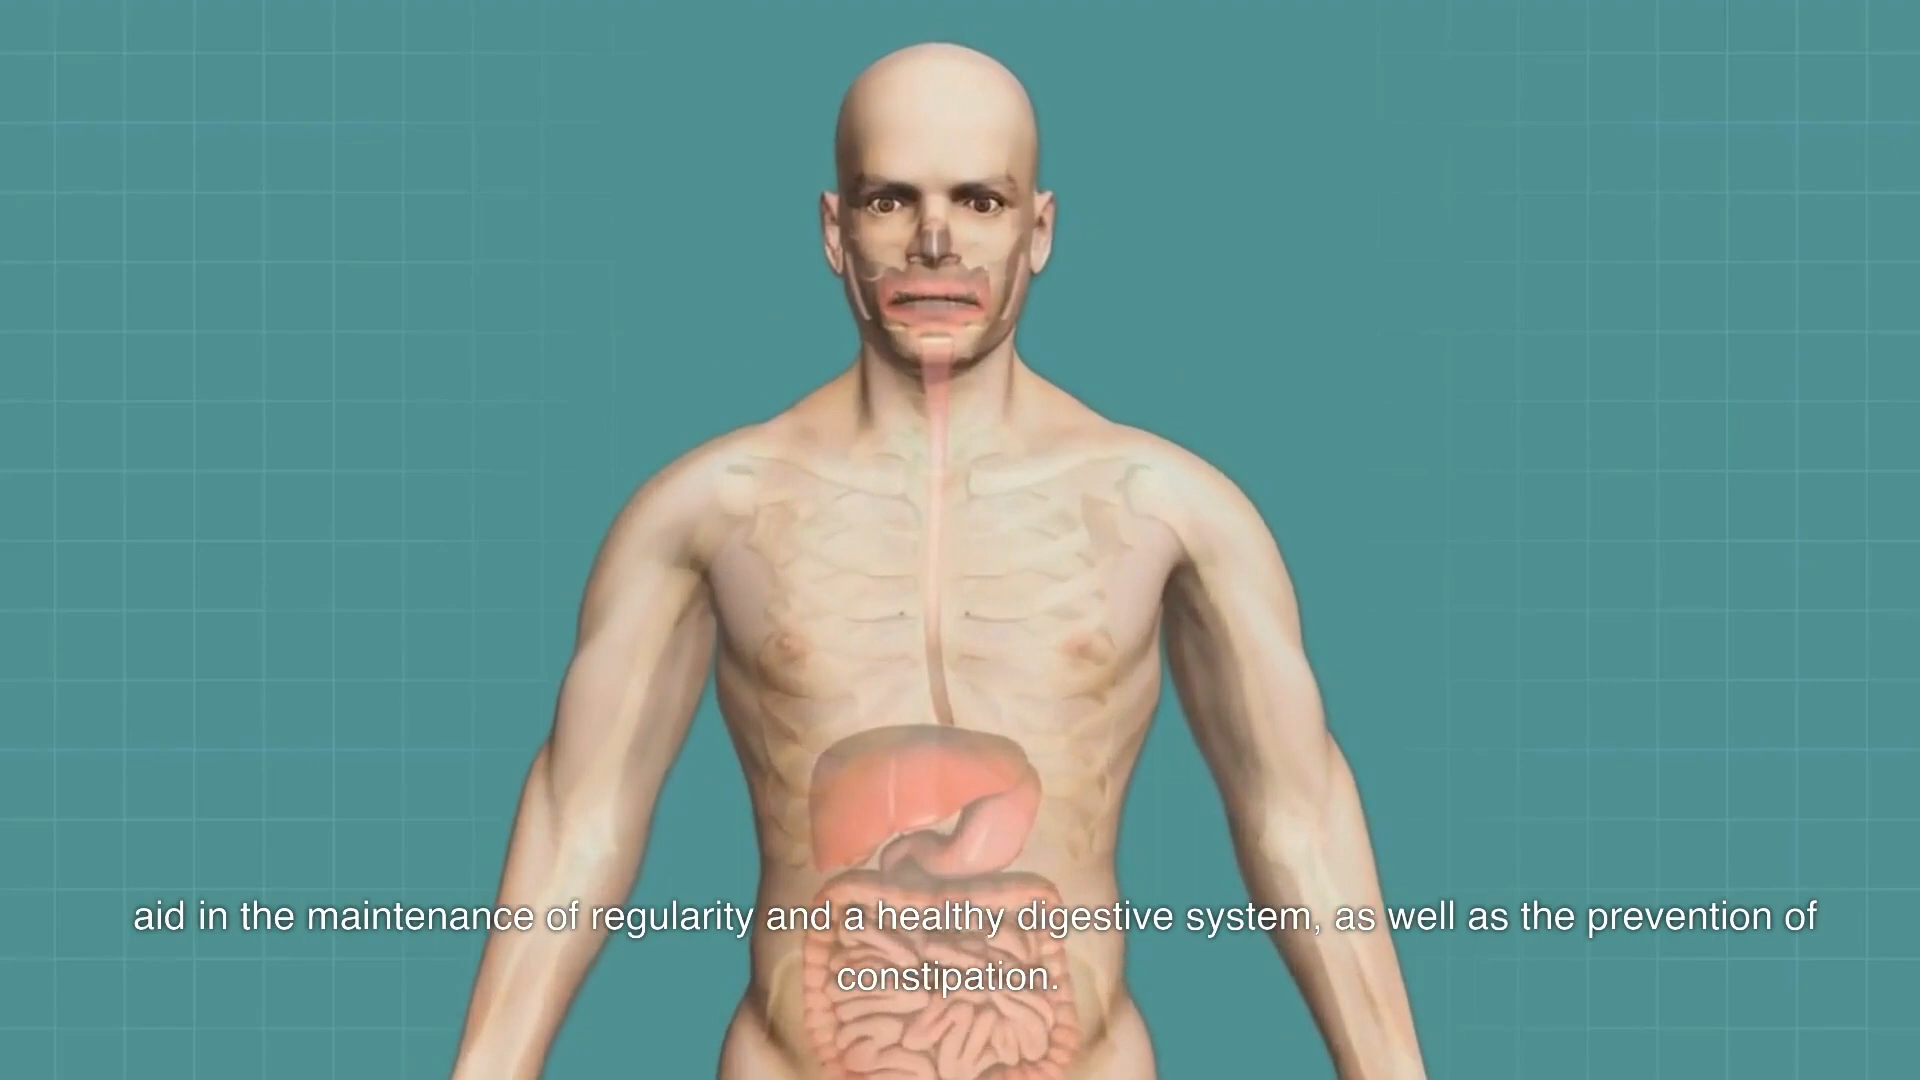 aid in the maintenance of regularity and a healthy digestive system, as well as the prevention of
constipation.